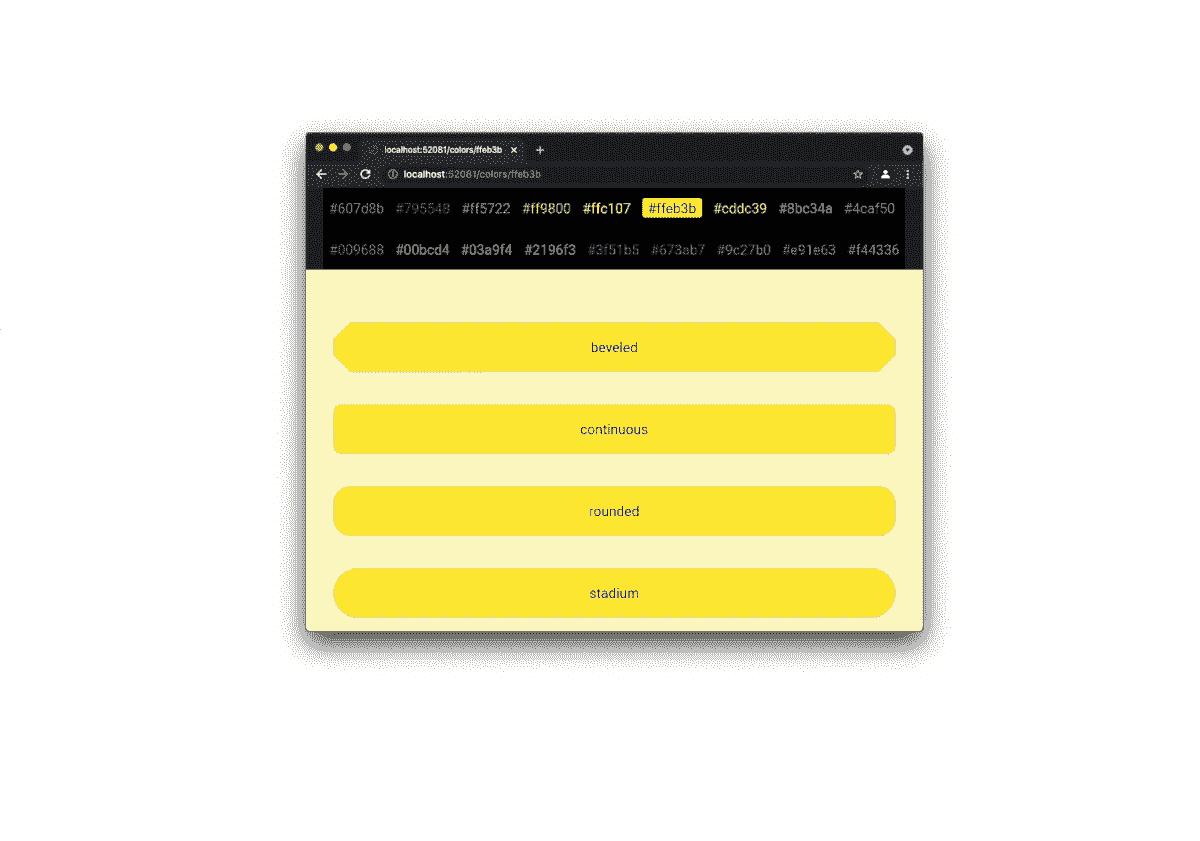 localhost:52081/colors/ffeb3b
localhost:52081/colors/ffeb3b
#607d8b #795548 #ff5722 #ff9800 #ffc107 #ffeb3b #cddc39 #8bc34a #4caf50
#009688 #00bcd4 #03a9f4 #2196f3 #3f51b5 #673ab7 #9c27b0 #e91e63 #f44336
beveled
continuous
rounded
stadium